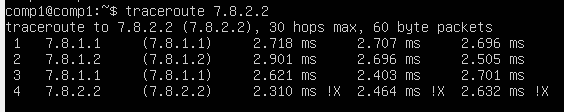 comp1@comp1:~$ traceroute 7.8.2.2
traceroute to 7.8.2.2 (7.8.2.2), 30 hops max, 60 byte packets
1 7.8.1.1 (7.8.1.1) 2.718 ms 2.707 ms 2.696 ms
2 7.8.1.2 (7.8.1.2) 2.901 ms 2.696 ms 2.505 ms
3 7.8.1.1 (7.8.1.1) 2.621 ms 2.403 ms 2.701 ms
4 7.8.2.2 (7.8.2.2) 2.310 ms !X 2.464 ms !X 2.632 ms !X